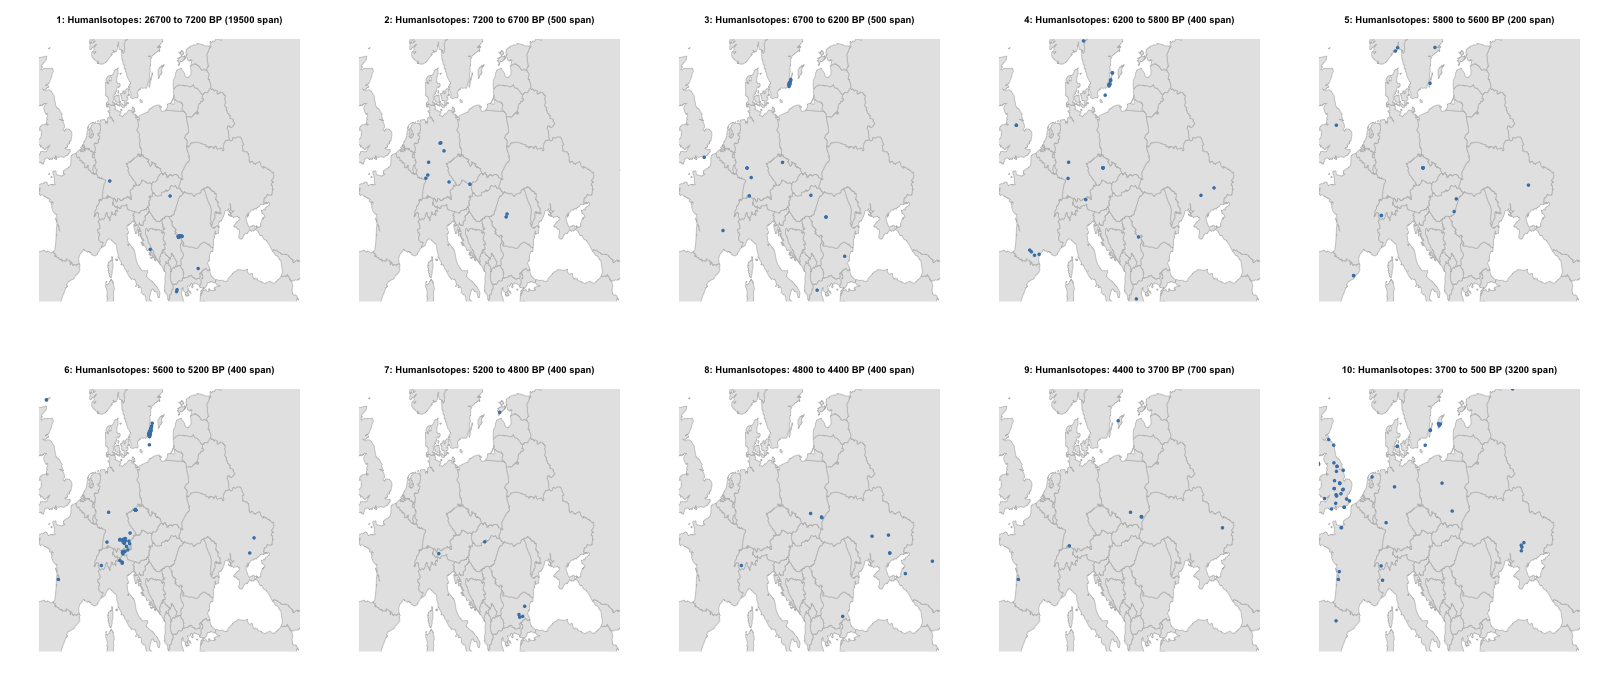 1: HumanIsotopes: 26700 to 7200 BP (19500 span)
2: HumanIsotopes: 7200 to 6700 BP (500 span)
3: HumanIsotopes: 6700 to 6200 BP (500 span)
4: HumanIsotopes: 6200 to 5800 BP (400 span)
5: HumanIsotopes: 5800 to 5600 BP (200 span)
6: HumanIsotopes: 5600 to 5200 BP (400 span)
7: HumanIsotopes: 5200 to 4800 BP (400 span)
8: HumanIsotopes: 4800 to 4400 BP (400 span)
9: HumanIsotopes: 4400 to 3700 BP (700 span)
10: HumanIsotopes: 3700 to 500 BP (3200 span)